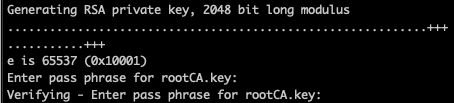 Generating RSA private key, 2048 bit long modulus
...........................................................+++
...........+++
e is 65537 (0x10001)
Enter pass phrase for rootCA.key:
Verifying - Enter pass phrase for rootCA.key: